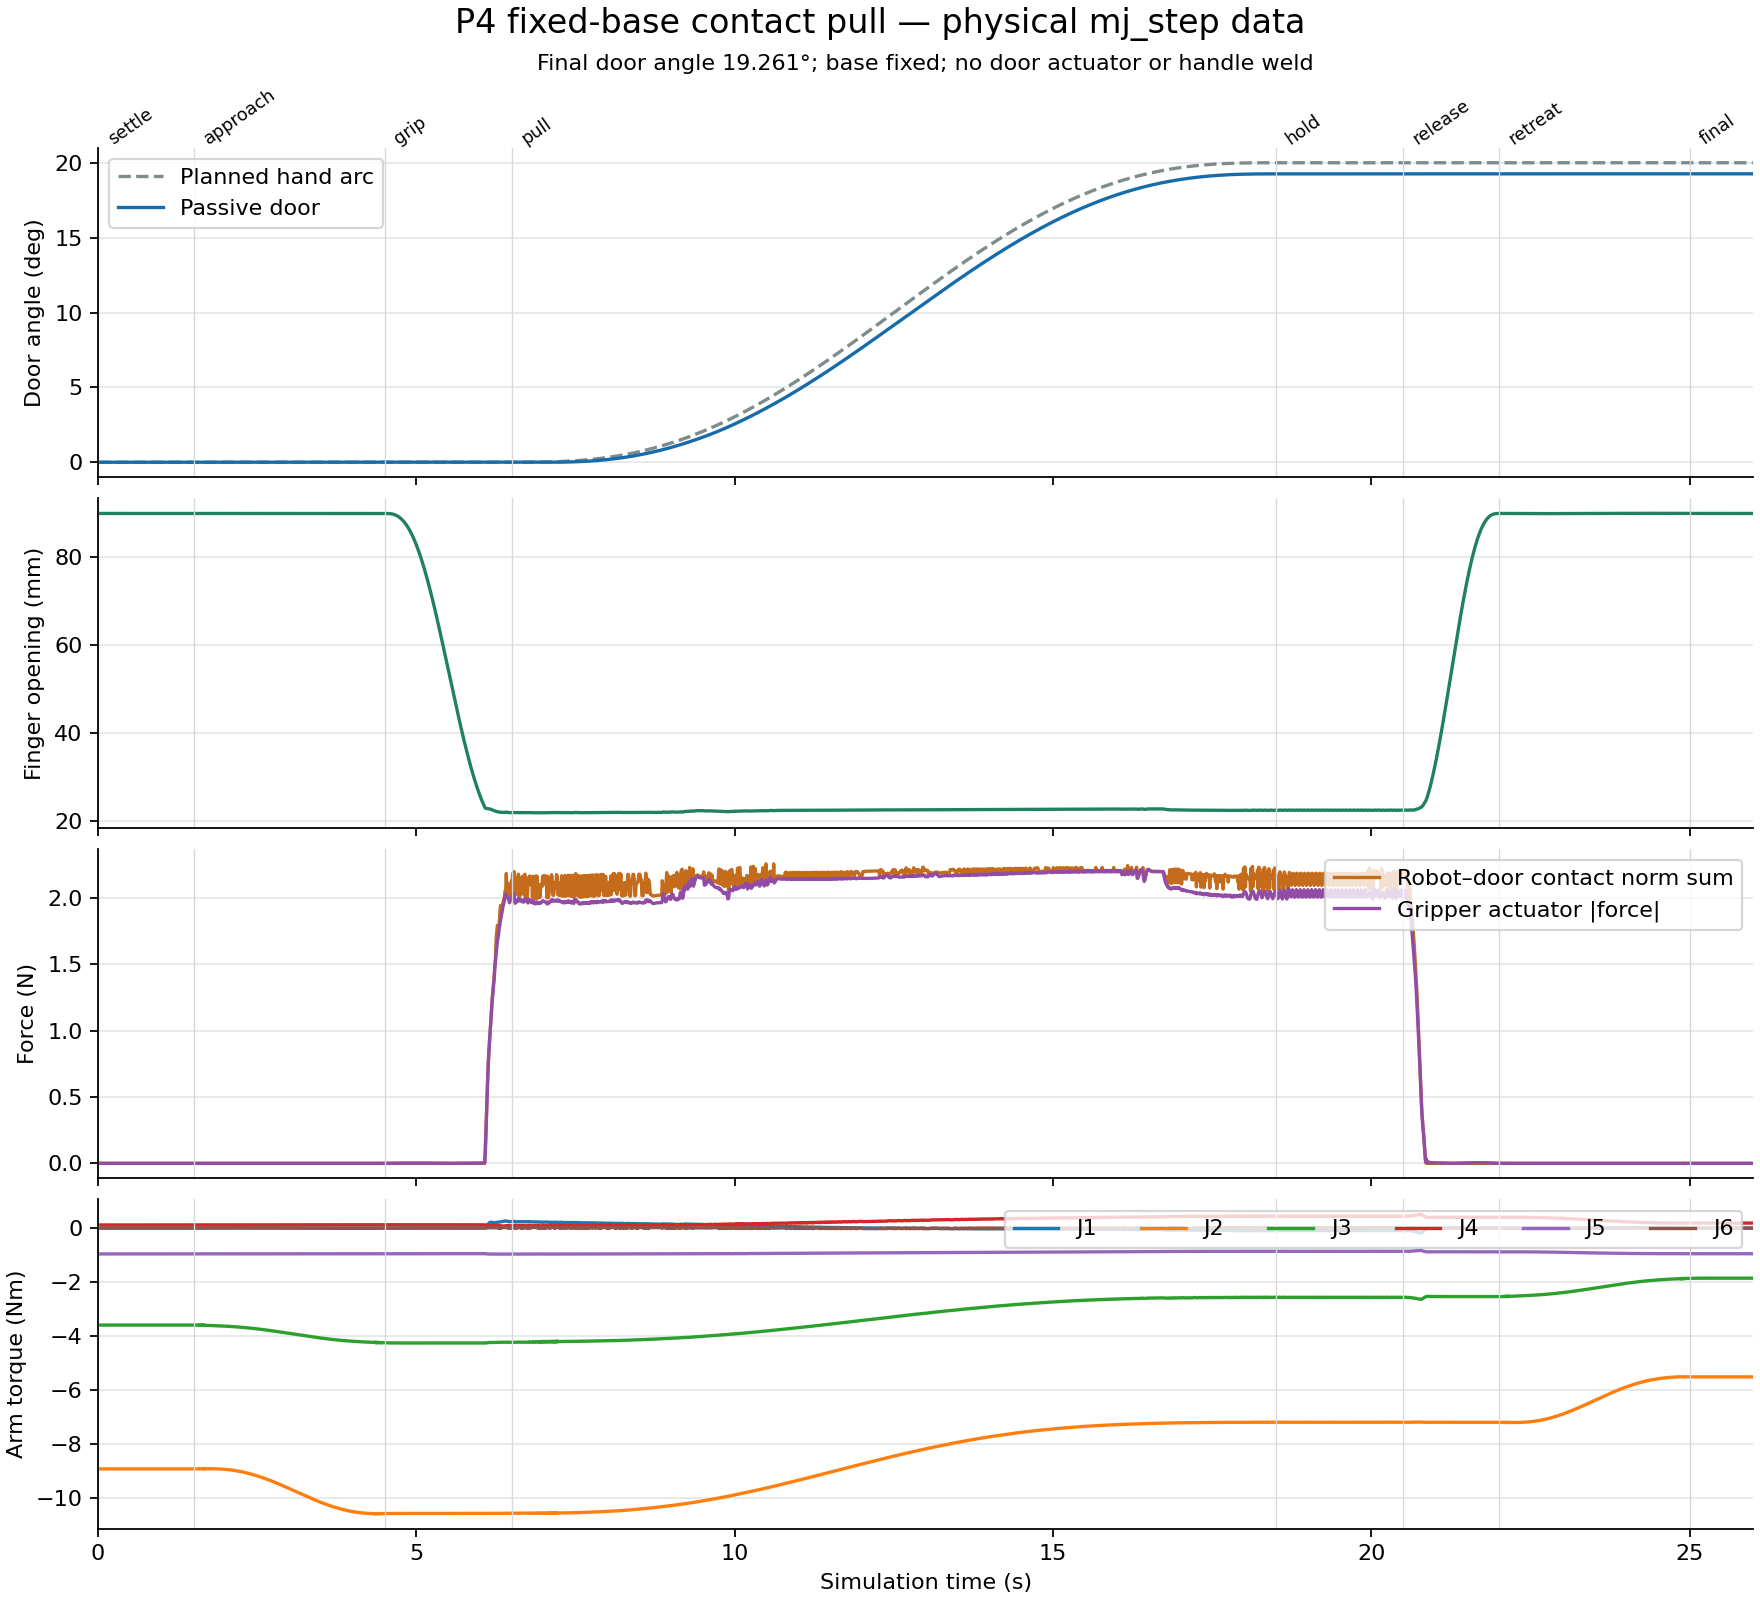 P4 fixed-base contact pull — physical mj_step data
Final door angle 19.261°; base fixed; no door actuator or handle weld
settle approach grip pull hold release retreat final
Planned hand arc
Passive door
Door angle (deg)
20
15
10
5
0
Finger opening (mm)
80
60
40
20
Robot–door contact norm sum
Gripper actuator |force|
Force (N)
2.0
1.5
1.0
0.5
0.0
J1 J2 J3 J4 J5 J6
Arm torque (Nm)
0
−2
−4
−6
−8
−10
0 5 10 15 20 25
Simulation time (s)